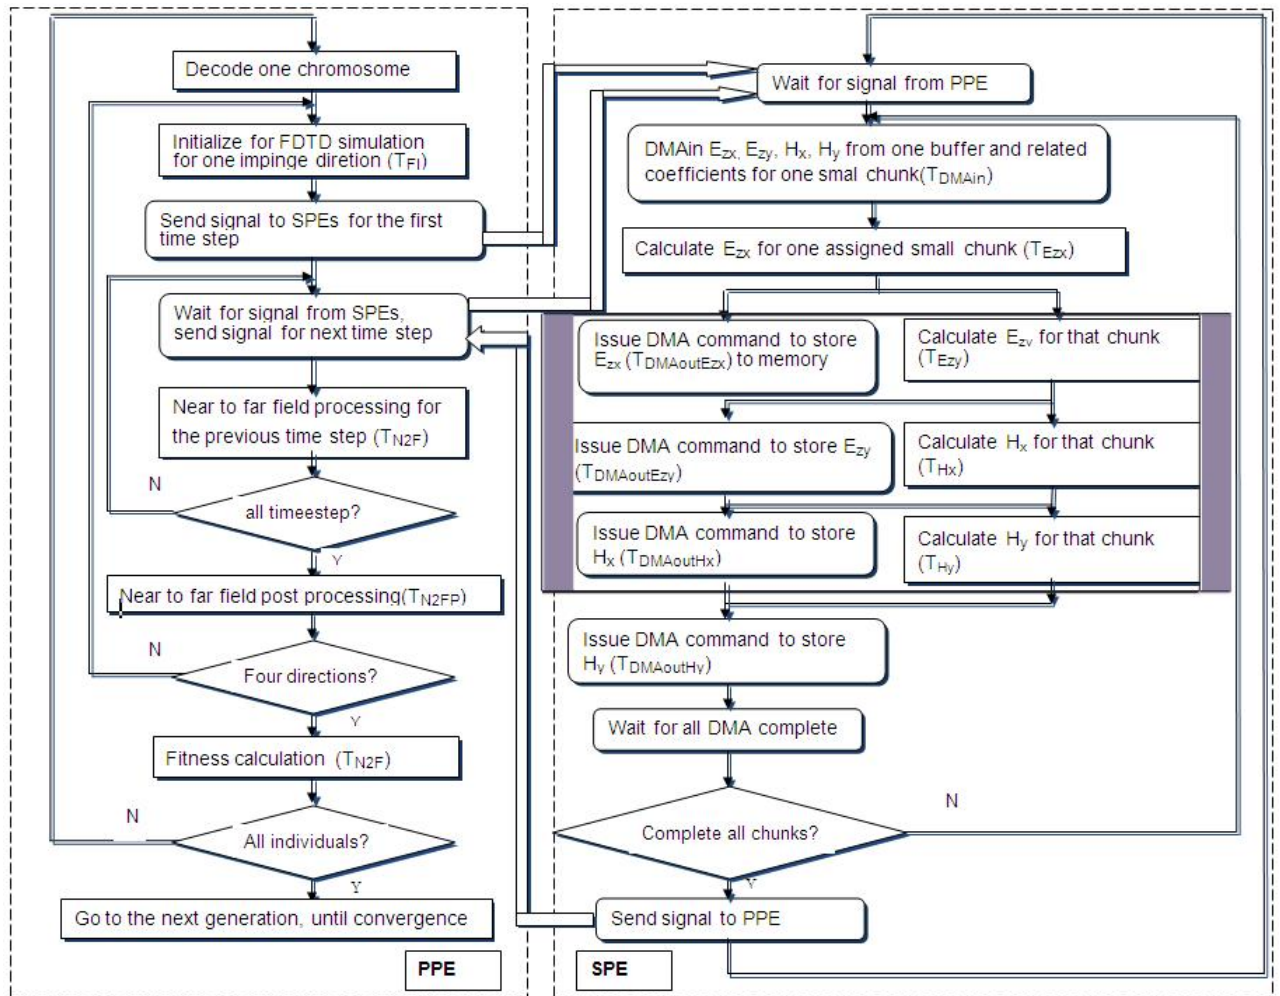 Decode one chromosome
Initialize for FDTD simulation
for one impinge diretion (TFI)
Send signal to SPEs for the first
time step
Wait for signal from SPEs,
send signal for next time step
Near to far field processing for
the previous time step (TN2F)
N
all timeestep?
Y
Near to far field post processing(TN2FP)
N
Four directions?
Y
Fitness calculation (TN2F)
N
All individuals?
Y
Go to the next generation, until convergence
PPE
Wait for signal from PPE
DMAin Ezx, Ezy, Hx, Hy from one buffer and related
coefficients for one smal chunk(TDMAin)
Calculate Ezx for one assigned small chunk (TEzx)
Issue DMA command to store
Ezx (TDMAoutEzx) to memory
Calculate Ezy for that chunk
(TEzy)
Issue DMA command to store Ezy
(TDMAoutEzy)
Calculate Hx for that chunk
(THx)
Issue DMA command to store
Hx (TDMAoutHx)
Calculate Hy for that chunk
(THy)
Issue DMA command to store
Hy (TDMAoutHy)
Wait for all DMA complete
N
Complete all chunks?
Y
Send signal to PPE
SPE